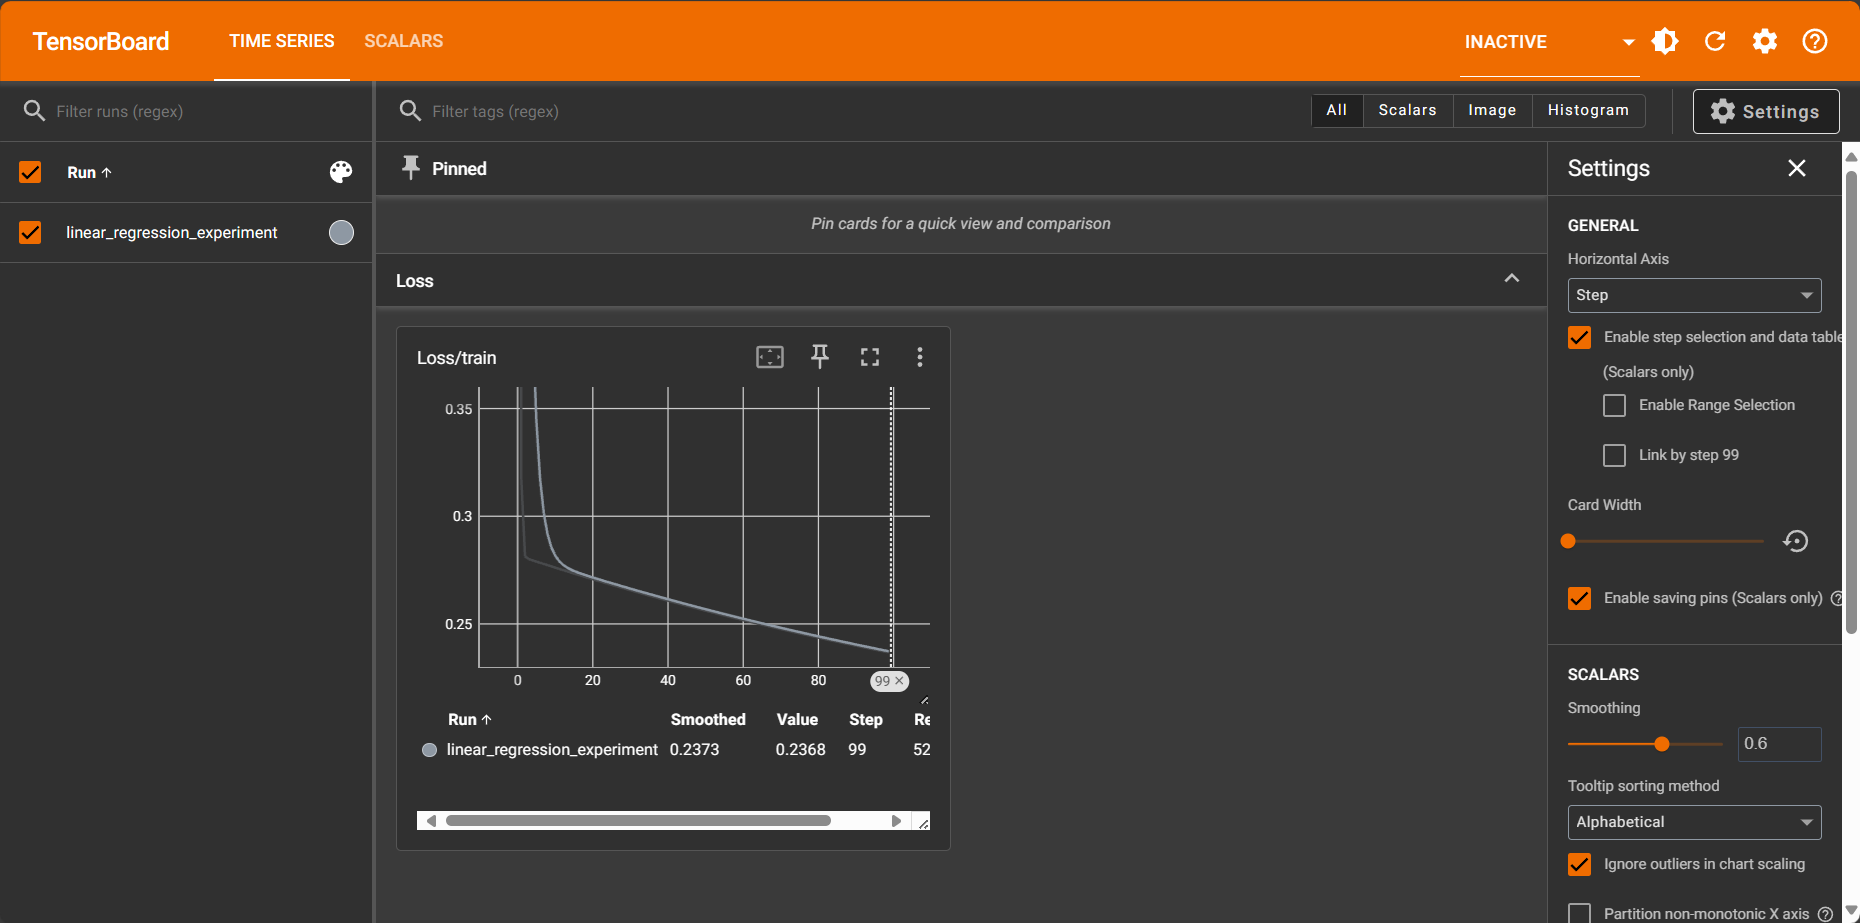 TensorBoard
TIME SERIES
SCALARS
INACTIVE
Filter runs (regex)
Filter tags (regex)
All
Scalars
Image
Histogram
Settings
Run ↑
linear_regression_experiment
Pinned
Pin cards for a quick view and comparison
Loss
Loss/train
0.35
0.3
0.25
0 20 40 60 80
99 ×
Run ↑ Smoothed Value Step Re
linear_regression_experiment 0.2373 0.2368 99 52
Settings
GENERAL
Horizontal Axis
Step
Enable step selection and data table
(Scalars only)
Enable Range Selection
Link by step 99
Card Width
Enable saving pins (Scalars only)
SCALARS
Smoothing
0.6
Tooltip sorting method
Alphabetical
Ignore outliers in chart scaling
Partition non-monotonic X axis